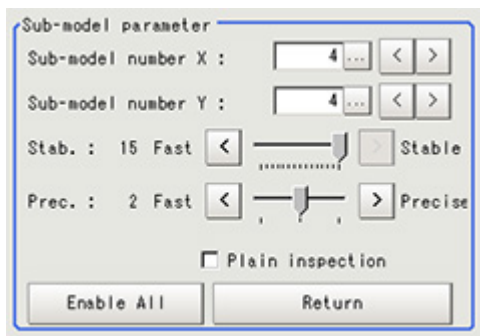 Sub-model parameter
Sub-model number X : 4 ... < >
Sub-model number Y : 4 ... < >
Stab. : 15 Fast < > Stable
Prec. : 2 Fast < > Precise
Plain inspection
Enable All Return